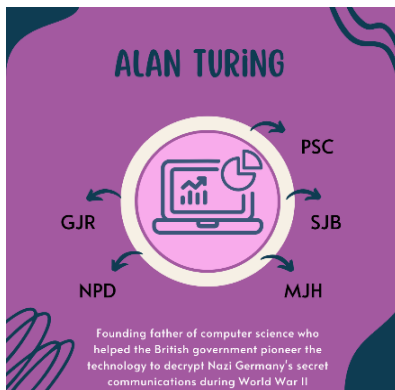 ALAN TURiNG
PSC
GJR
SJB
NPD
MJH
Founding father of computer science who
helped the British government pioneer the
technology to decrypt Nazi Germany's secret
communications during World War II